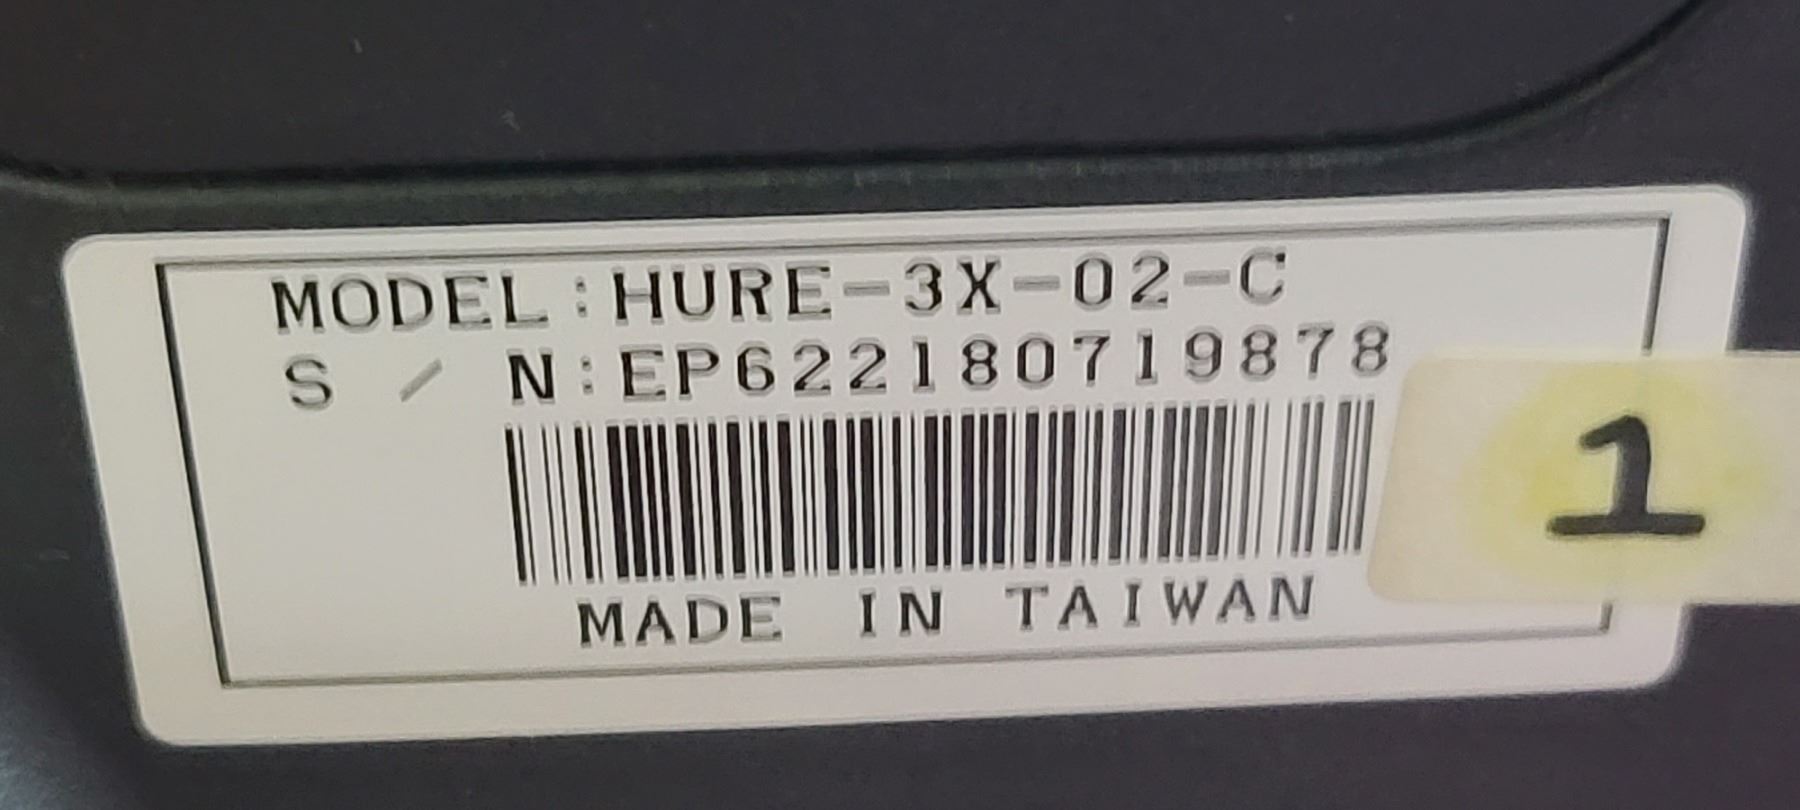 MODEL:HURE-3X-02-C
S / N:EP622180719878
1
MADE IN TAIWAN